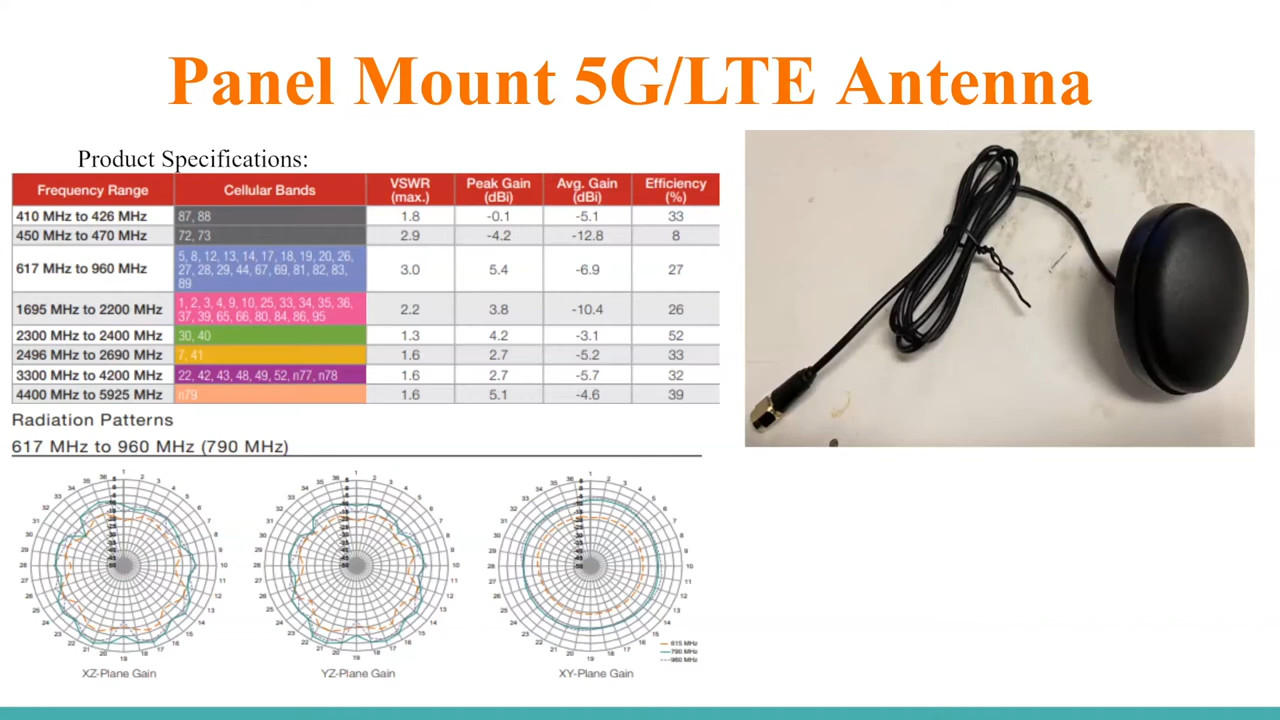 Panel Mount 5G/LTE Antenna
Product Specifications:
Frequency Range Cellular Bands VSWR (max.) Peak Gain (dBi) Avg. Gain (dBi) Efficiency (%)
410 MHz to 426 MHz 87, 88 1.8 -0.1 -5.1 33
450 MHz to 470 MHz 72, 73 2.9 -4.2 -12.8 8
617 MHz to 960 MHz 5, 8, 12, 13, 14, 17, 18, 19, 20, 26, 27, 28, 29, 44, 67, 69, 81, 82, 83, 89 3.0 5.4 -6.9 27
1695 MHz to 2200 MHz 1, 2, 3, 4, 9, 10, 25, 33, 34, 35, 36, 37, 39, 65, 66, 80, 84, 86, 95 2.2 3.8 -10.4 26
2300 MHz to 2400 MHz 30, 40 1.3 4.2 -3.1 52
2496 MHz to 2690 MHz 7, 41 1.6 2.7 -5.2 33
3300 MHz to 4200 MHz 22, 42, 43, 48, 49, 52, n77, n78 1.6 2.7 -5.7 32
4400 MHz to 5925 MHz n79 1.6 5.1 -4.6 39
Radiation Patterns
617 MHz to 960 MHz (790 MHz)
615 MHz
790 MHz
960 MHz
XZ-Plane Gain YZ-Plane Gain XY-Plane Gain